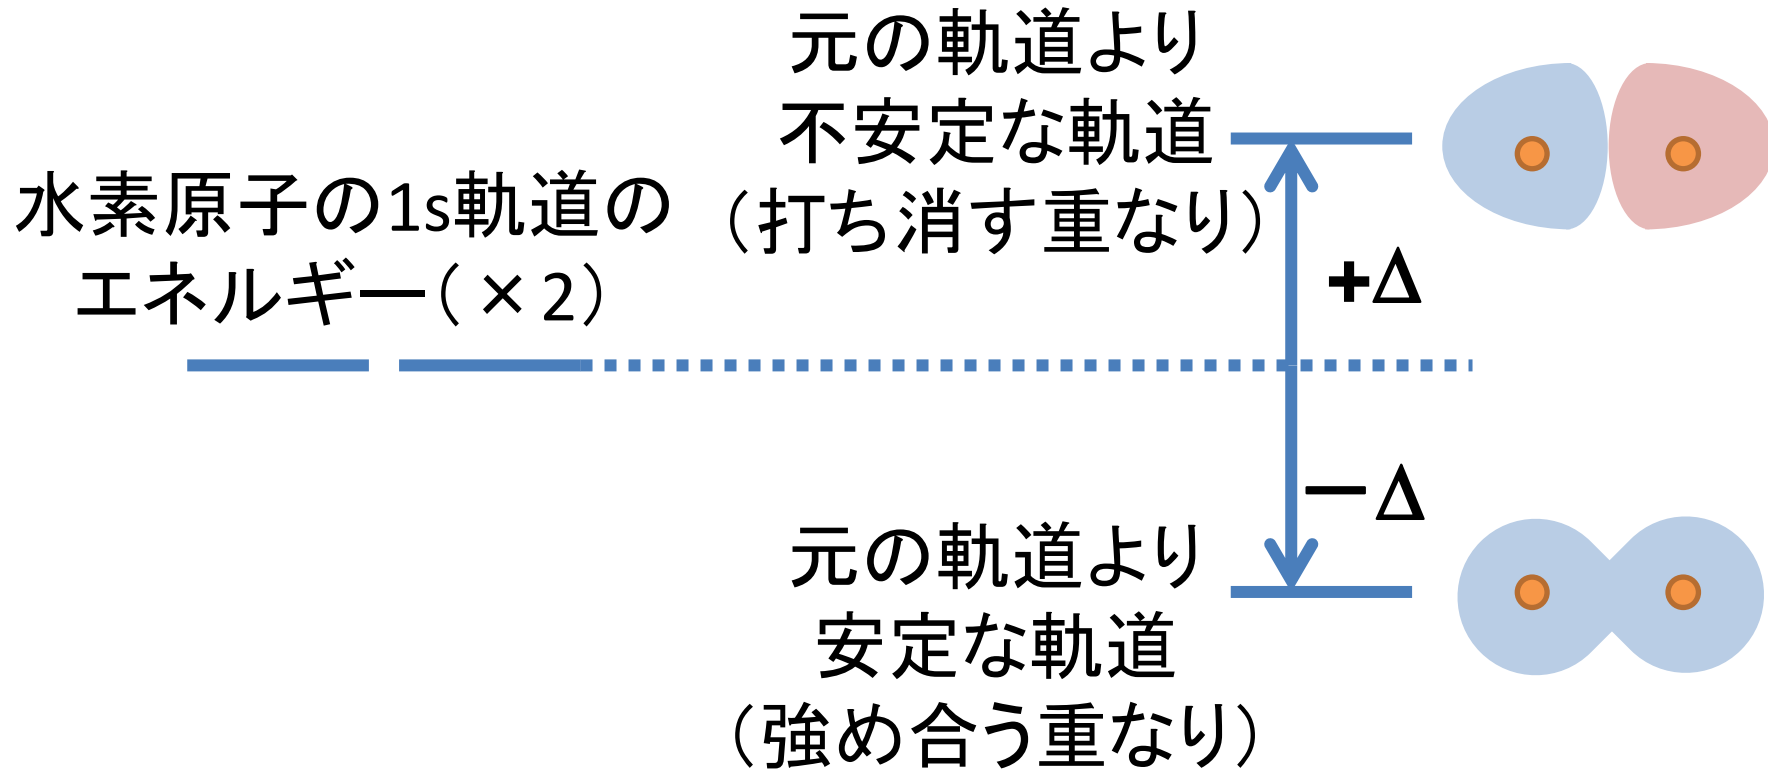 水素原子の1s軌道の
エネルギー(×2)
元の軌道より
不安定な軌道
(打ち消す重なり)
+Δ
−Δ
元の軌道より
安定な軌道
(強め合う重なり)